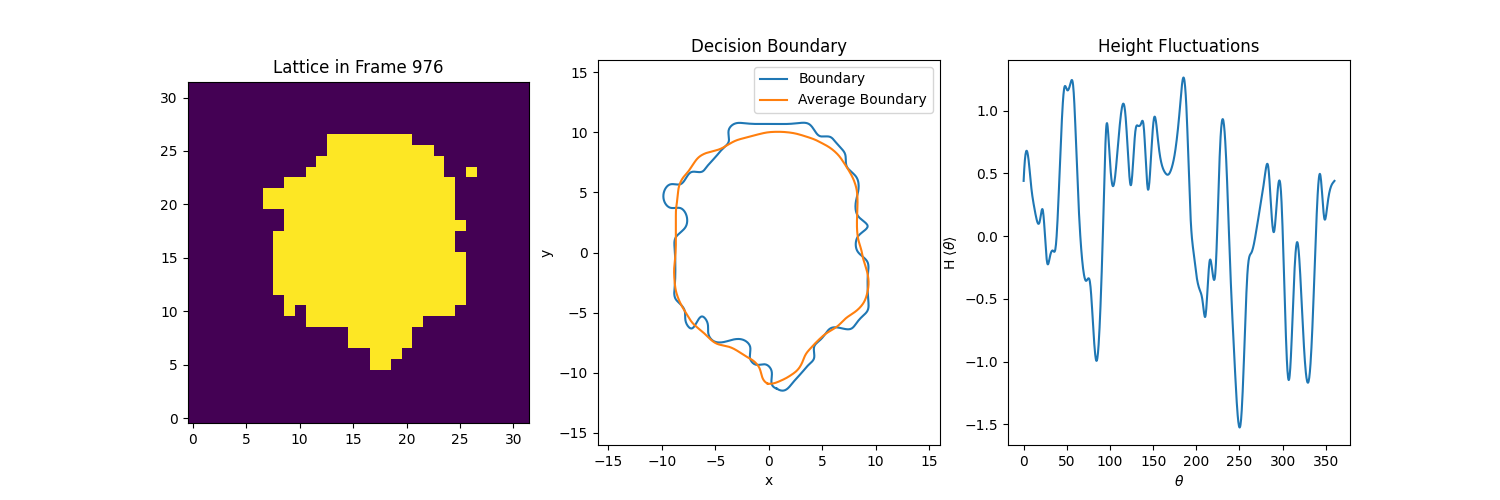 Lattice in Frame 976
30
25
20
15
10
5
0
0 5 10 15 20 25 30
Decision Boundary
Boundary
Average Boundary
15
10
5
0
−5
−10
−15
y
−15 −10 −5 0 5 10 15
x
Height Fluctuations
1.0
0.5
0.0
−0.5
−1.0
−1.5
H (θ)
0 50 100 150 200 250 300 350
θ